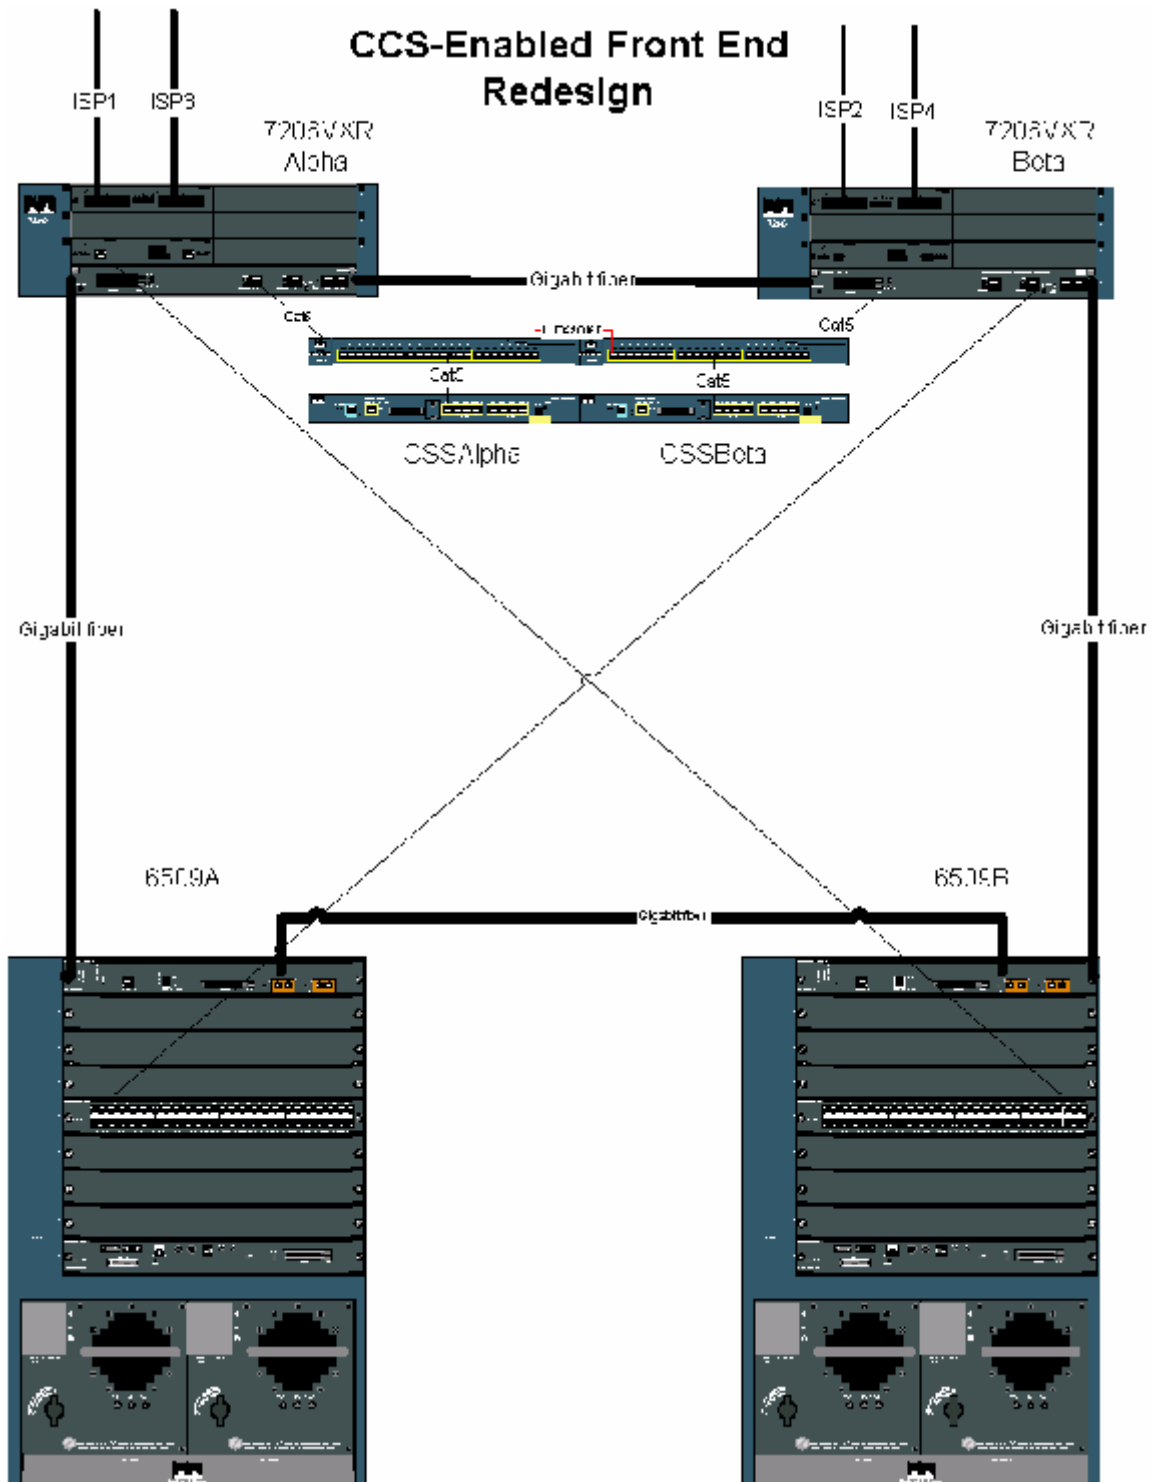 CCS-Enabled Front End
Redesign
ISP1
ISP3
ISP2
ISP4
7206VXR
Alpha
7206VXR
Beta
Gigabit fiber
Cat5
Cat5
Cat5
Cat5
CSSAlpha
CSSBeta
Gigabit fiber
Gigabit fiber
6509A
6509B
Gigabit fiber